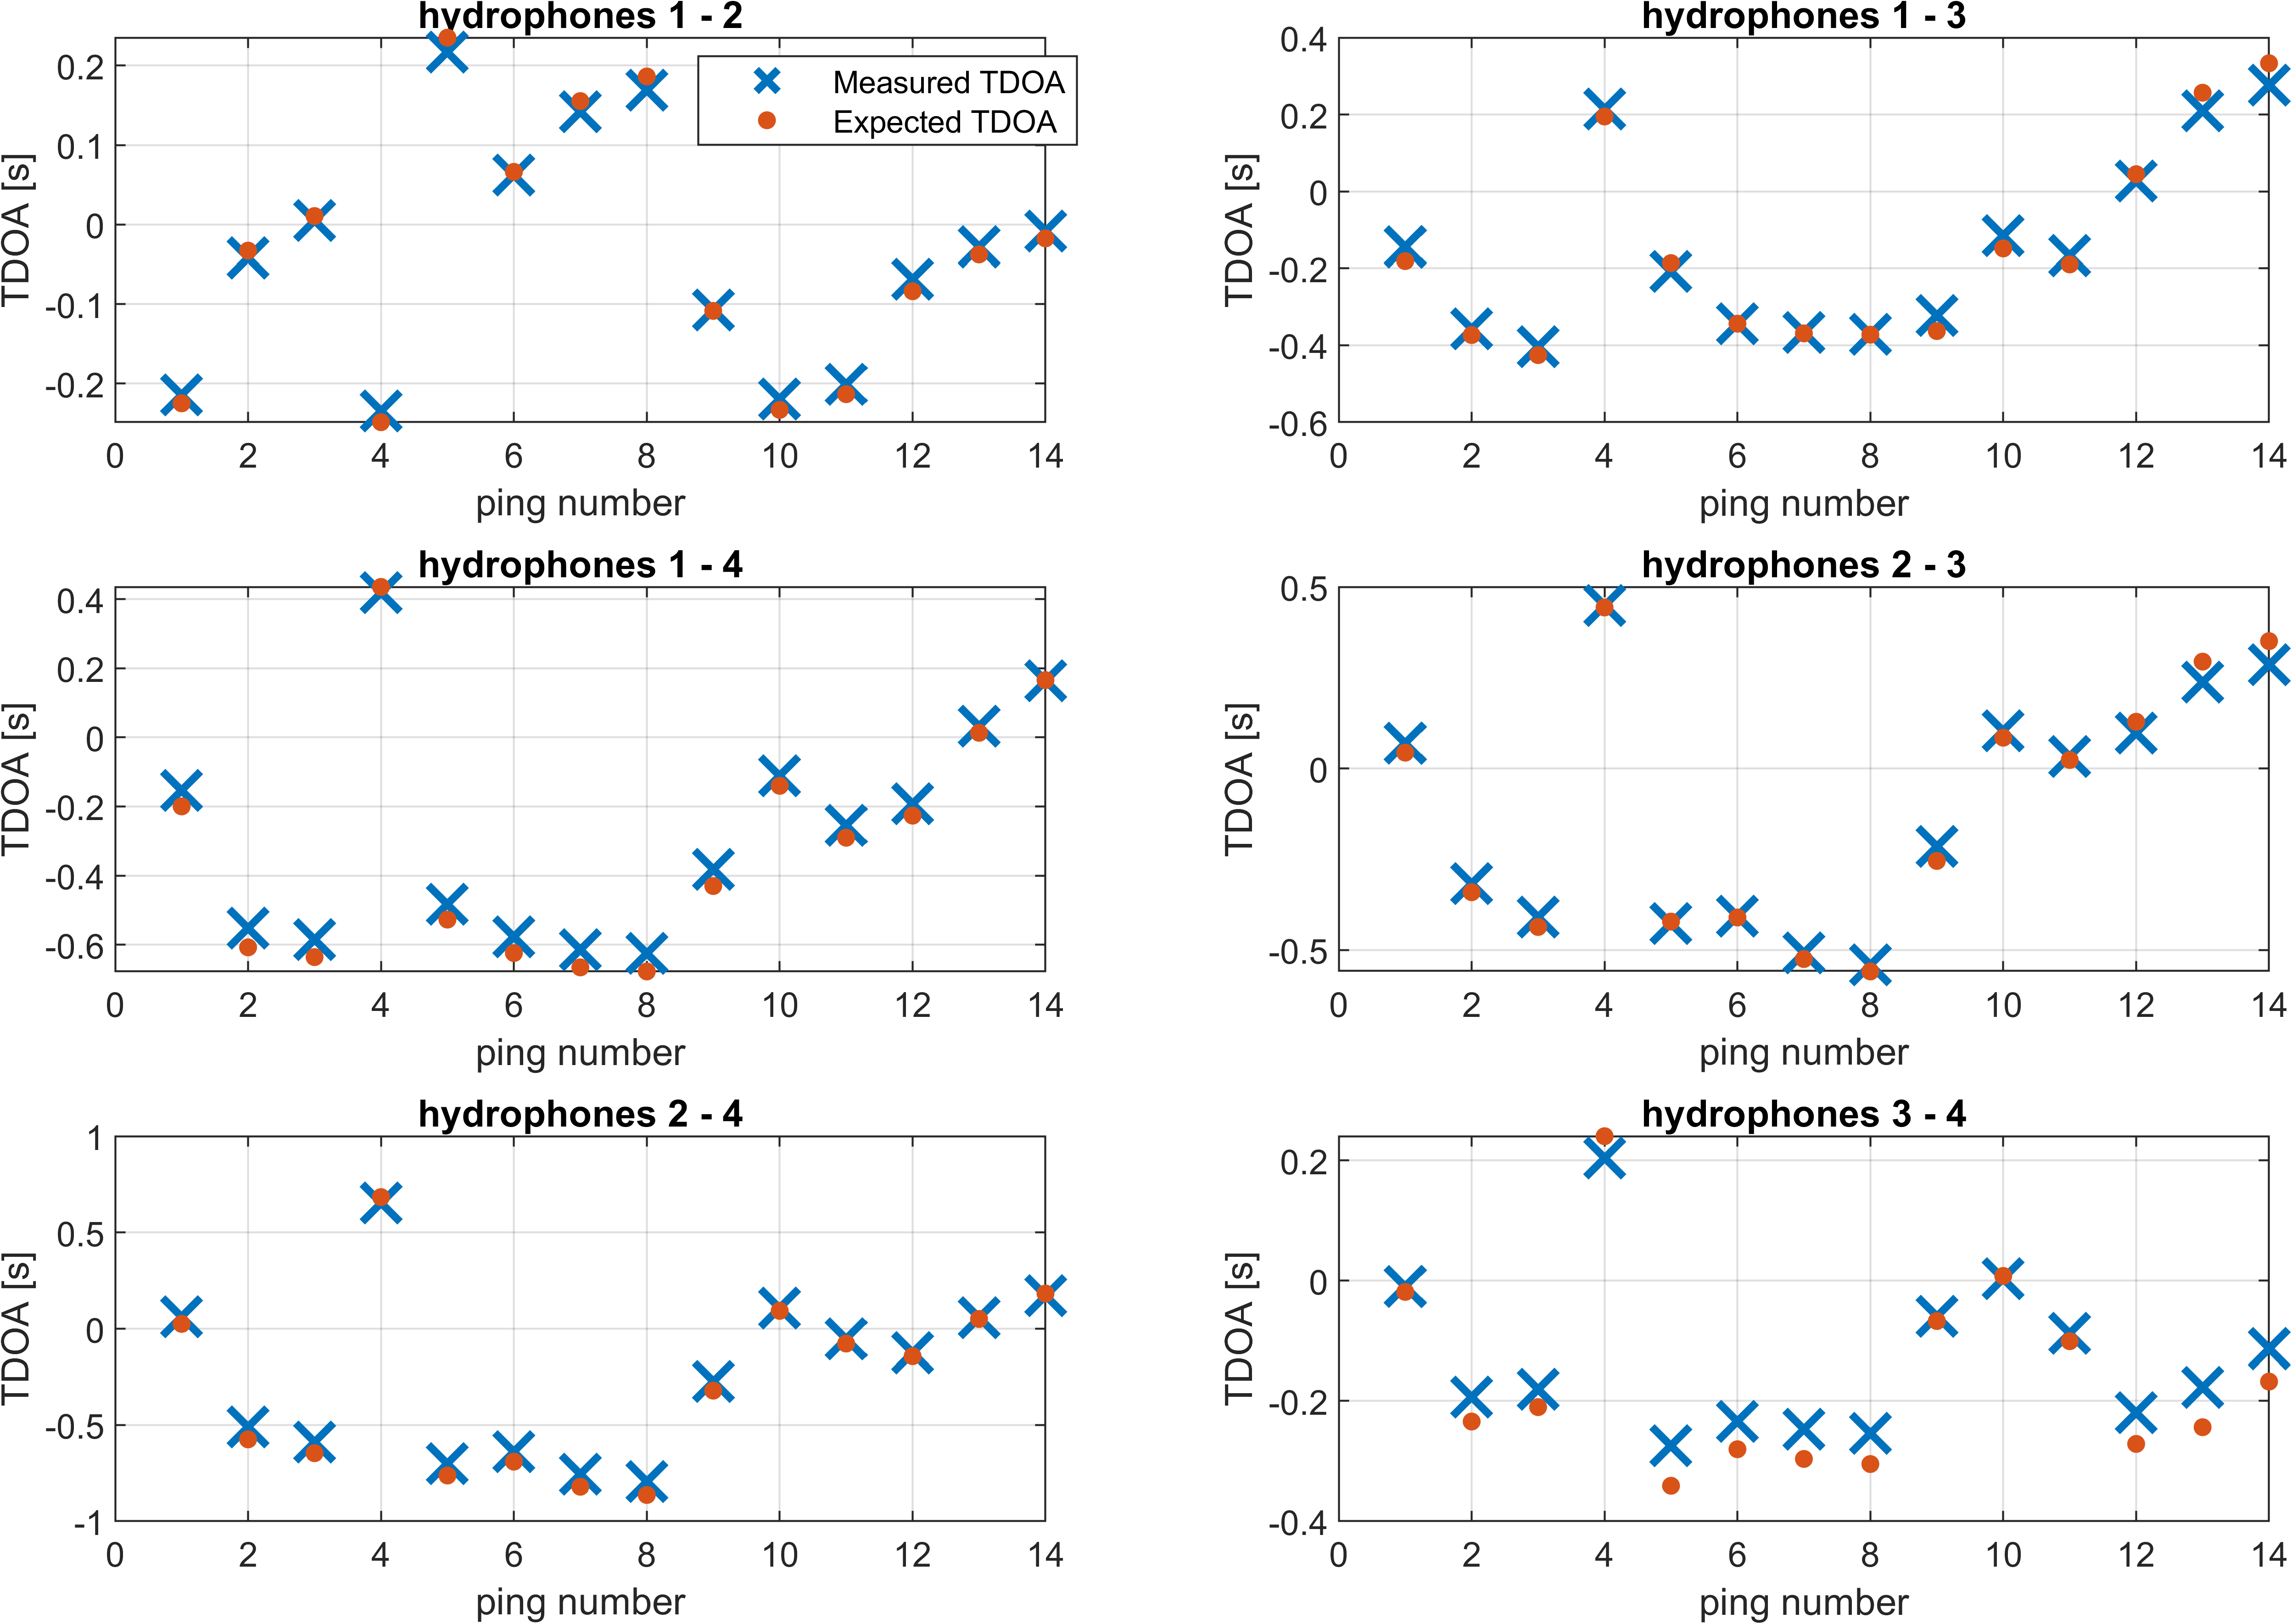 hydrophones 1 - 2
TDOA [s]
0.2
0.1
0
-0.1
-0.2
0 2 4 6 8 10 12 14
ping number
Measured TDOA
Expected TDOA
hydrophones 1 - 3
TDOA [s]
0.4
0.2
0
-0.2
-0.4
-0.6
0 2 4 6 8 10 12 14
ping number
hydrophones 1 - 4
TDOA [s]
0.4
0.2
0
-0.2
-0.4
-0.6
0 2 4 6 8 10 12 14
ping number
hydrophones 2 - 3
TDOA [s]
0.5
0
-0.5
0 2 4 6 8 10 12 14
ping number
hydrophones 2 - 4
TDOA [s]
1
0.5
0
-0.5
-1
0 2 4 6 8 10 12 14
ping number
hydrophones 3 - 4
TDOA [s]
0.2
0
-0.2
-0.4
0 2 4 6 8 10 12 14
ping number